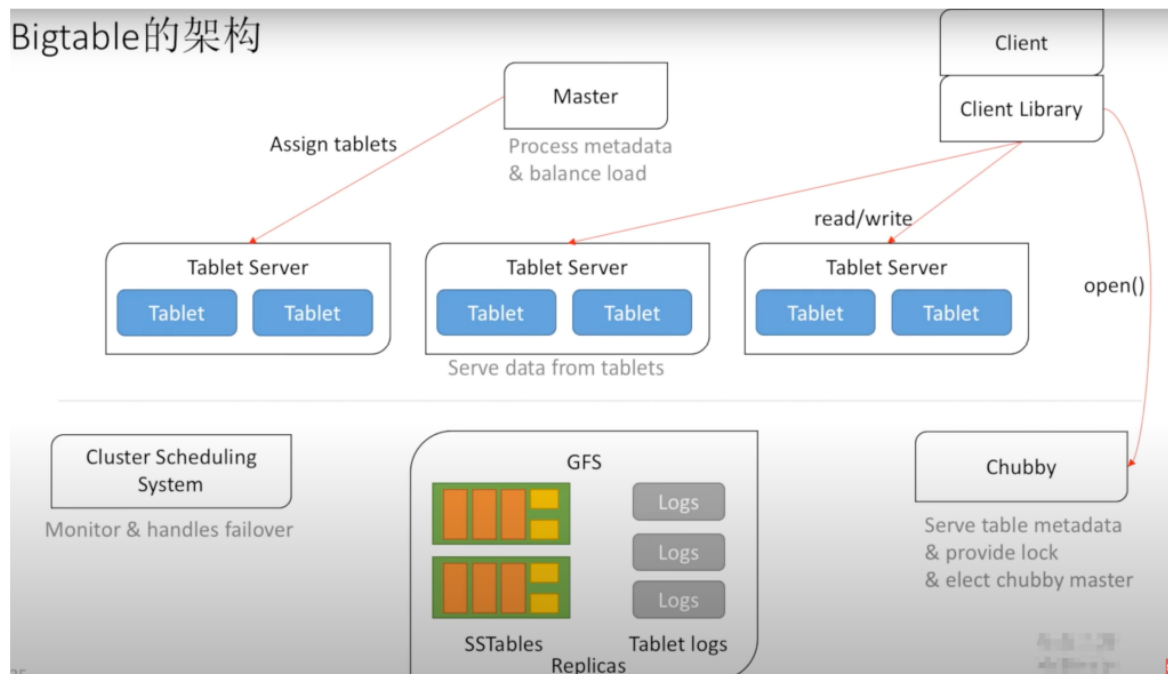 Bigtable的架构
Client
Master
Client Library
Assign tablets
Process metadata
& balance load
read/write
Tablet Server
Tablet Server
Tablet Server
open()
Tablet
Tablet
Tablet
Tablet
Tablet
Tablet
Serve data from tablets
Cluster Scheduling
System
GFS
Chubby
Monitor & handles failover
Logs
Logs
Logs
Serve table metadata
& provide lock
& elect chubby master
SSTables
Tablet logs
Replicas